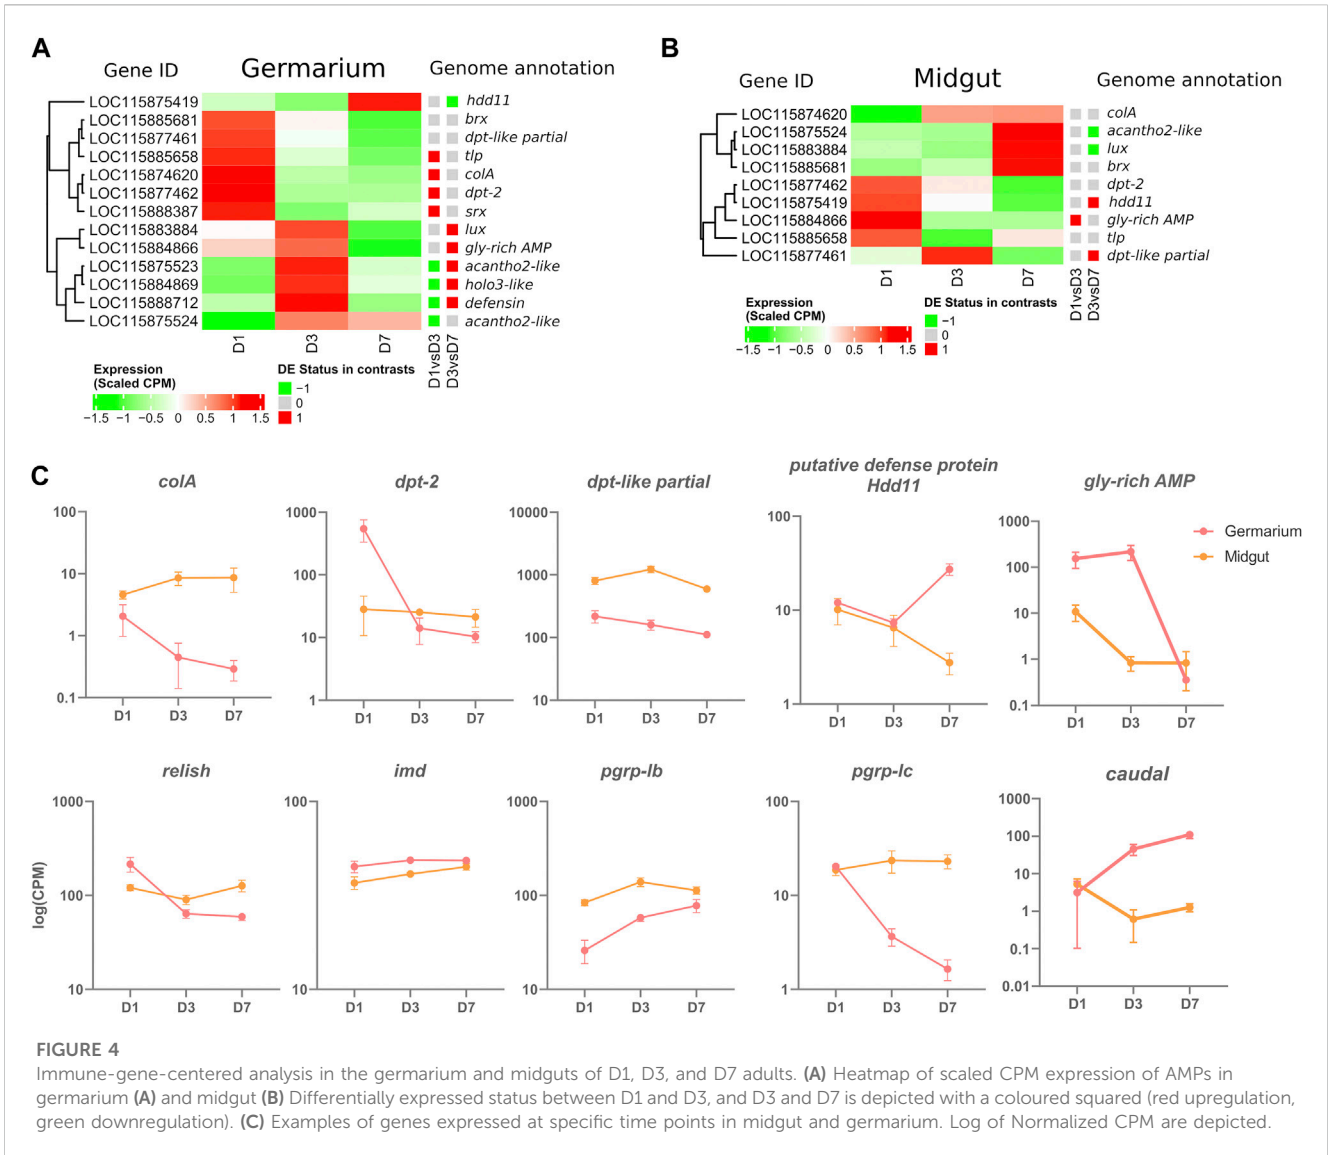 A
Gene ID
Germarium
Genome annotation
LOC115875419
hdd11
LOC115885681
brx
LOC115877461
dpt-like partial
LOC115885658
tlp
LOC115874620
colA
LOC115877462
dpt-2
LOC115888387
srx
LOC115883884
lux
LOC115884866
gly-rich AMP
LOC115875523
acantho2-like
LOC115884869
holo3-like
LOC115888712
defensin
LOC115875524
acantho2-like
D1 D3 D7 D1vsD3 D3vsD7
Expression
(Scaled CPM)
−1.5 −1 −0.5 0 0.5 1 1.5
DE Status in contrasts
−1
0
1
B
Gene ID
Midgut
Genome annotation
LOC115874620
colA
LOC115875524
acantho2-like
LOC115883884
lux
LOC115885681
brx
LOC115877462
dpt-2
LOC115875419
hdd11
LOC115884866
gly-rich AMP
LOC115885658
tlp
LOC115877461
dpt-like partial
D1 D3 D7 D1vsD3 D3vsD7
Expression
(Scaled CPM)
−1.5 −1 −0.5 0 0.5 1 1.5
DE Status in contrasts
−1
0
1
C
colA
100
10
1
0.1
D1 D3 D7
dpt-2
1000
100
10
1
D1 D3 D7
dpt-like partial
10000
1000
100
10
D1 D3 D7
putative defense protein
Hdd11
100
10
1
D1 D3 D7
gly-rich AMP
1000
100
10
1
0.1
D1 D3 D7
Germarium
Midgut
log(CPM)
relish
1000
100
10
D1 D3 D7
imd
100
10
D1 D3 D7
pgrp-lb
1000
100
10
D1 D3 D7
pgrp-lc
100
10
1
D1 D3 D7
caudal
1000
100
10
1
0.1
0.01
D1 D3 D7
FIGURE 4
Immune-gene-centered analysis in the germarium and midguts of D1, D3, and D7 adults. (A) Heatmap of scaled CPM expression of AMPs in
germarium (A) and midgut (B) Differentially expressed status between D1 and D3, and D3 and D7 is depicted with a coloured squared (red upregulation,
green downregulation). (C) Examples of genes expressed at specific time points in midgut and germarium. Log of Normalized CPM are depicted.